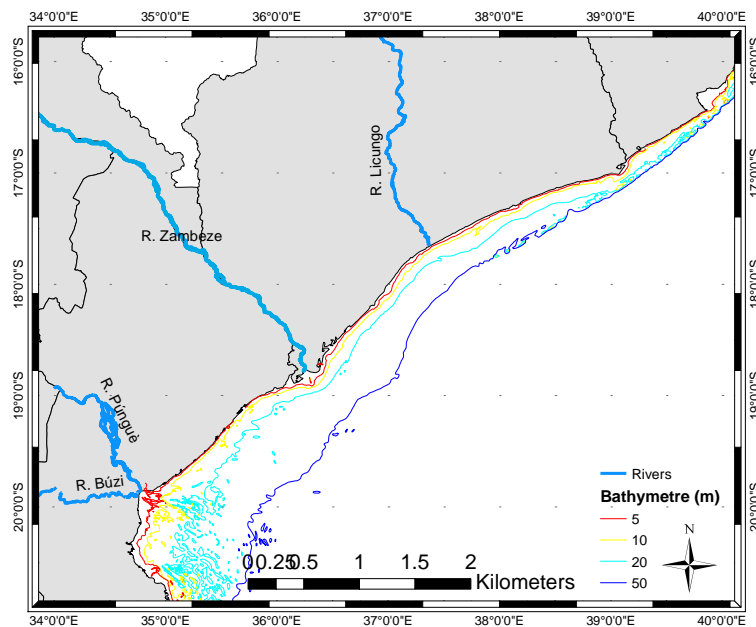 34°0'0"E 35°0'0"E 36°0'0"E 37°0'0"E 38°0'0"E 39°0'0"E 40°0'0"E
16°0'0"S 16°0'0"S
17°0'0"S 17°0'0"S
18°0'0"S 18°0'0"S
19°0'0"S 19°0'0"S
20°0'0"S 20°0'0"S
R. Licungo
R. Zambeze
R. Púnguè
R. Búzi
Rivers
Bathymetre (m)
5
10
20
50
N
0 0.25 0.5 1 1.5 2
Kilometers
34°0'0"E 35°0'0"E 36°0'0"E 37°0'0"E 38°0'0"E 39°0'0"E 40°0'0"E